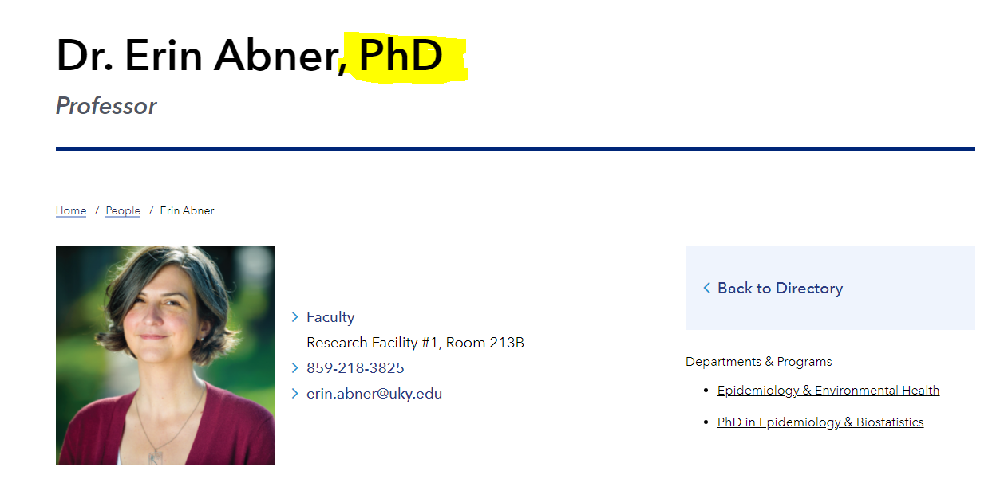 Dr. Erin Abner, PhD
Professor
Home / People / Erin Abner
Faculty
Research Facility #1, Room 213B
859-218-3825
erin.abner@uky.edu
Back to Directory
Departments & Programs
Epidemiology & Environmental Health
PhD in Epidemiology & Biostatistics